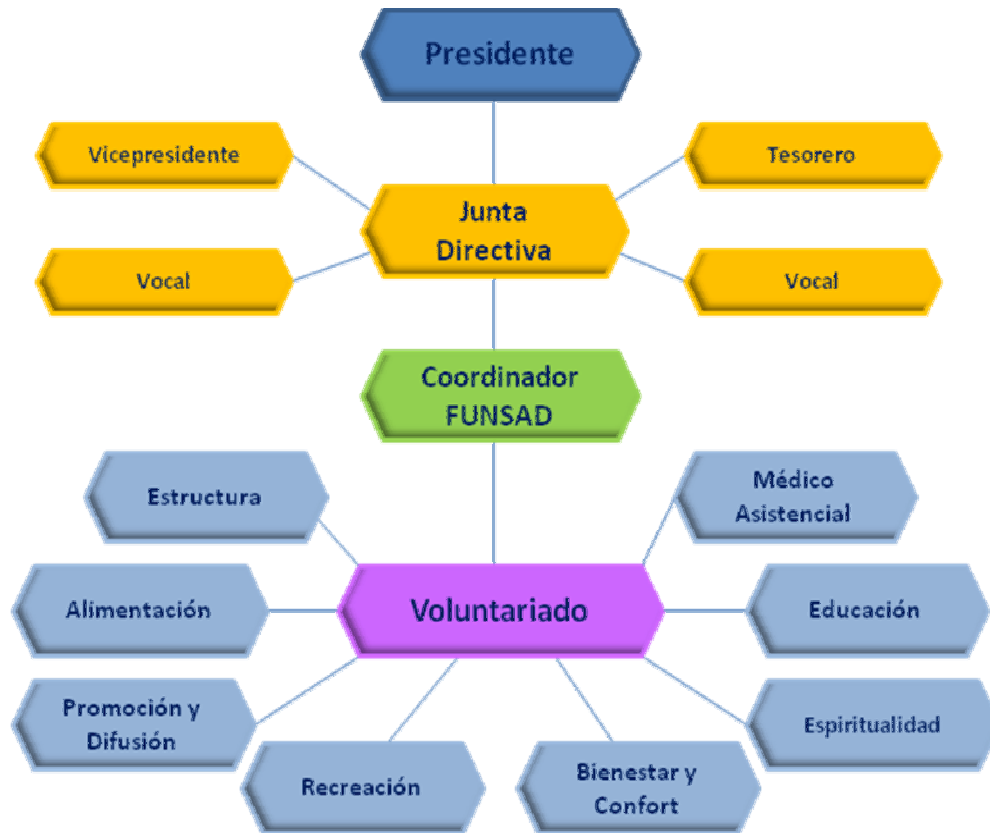 Presidente
Vicepresidente
Tesorero
Junta
Directiva
Vocal
Vocal
Coordinador
FUNSAD
Estructura
Médico
Asistencial
Alimentación
Voluntariado
Educación
Promoción y
Difusión
Espiritualidad
Recreación
Bienestar y
Confort